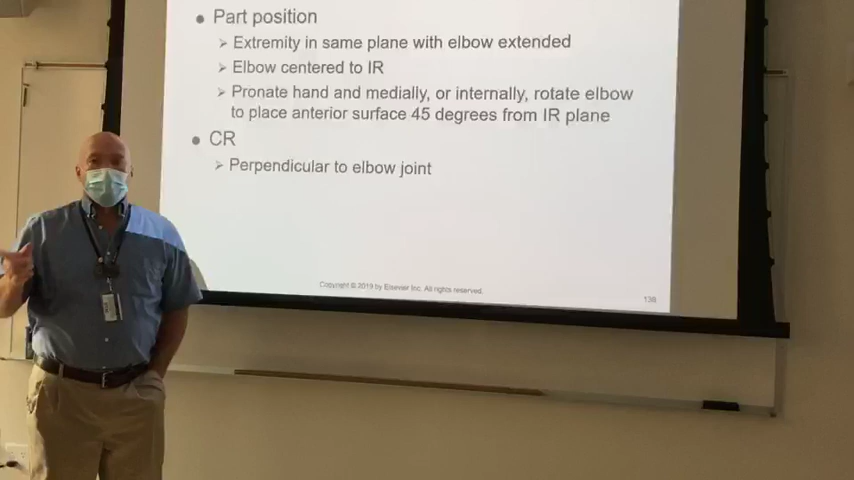 Part position
Extremity in same plane with elbow extended
Elbow centered to IR
Pronate hand and medially, or internally, rotate elbow
to place anterior surface 45 degrees from IR plane
CR
Perpendicular to elbow joint
Copyright © 2019 by Elsevier Inc. All rights reserved.
138